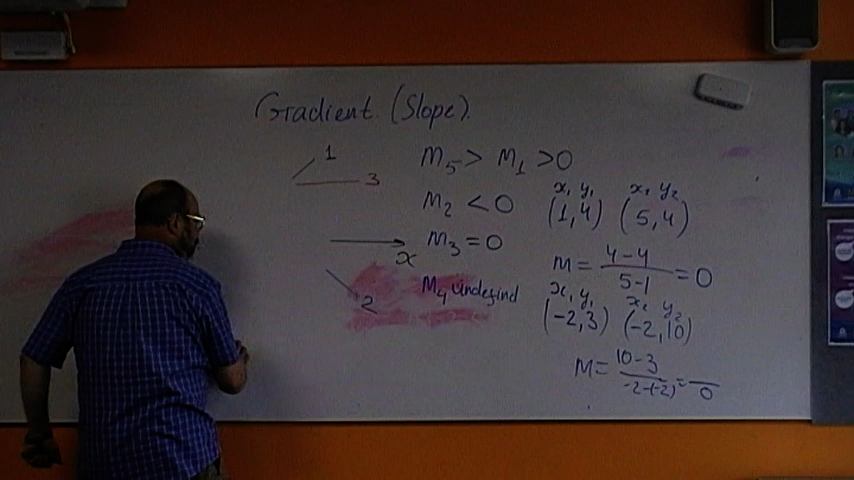 Gradient. (Slope).
1
3
x
2
M₅ > M₁ > 0
M₂ < 0
M₃ = 0
M₄ undefind
x₁ y₁ x₂ y₂
(1,4) (5,4)
M = 4-4 / 5-1 = 0
x₁ y₁ x₂ y₂
(-2,3) (-2,10)
M = 10-3 / -2-(-2) = / 0